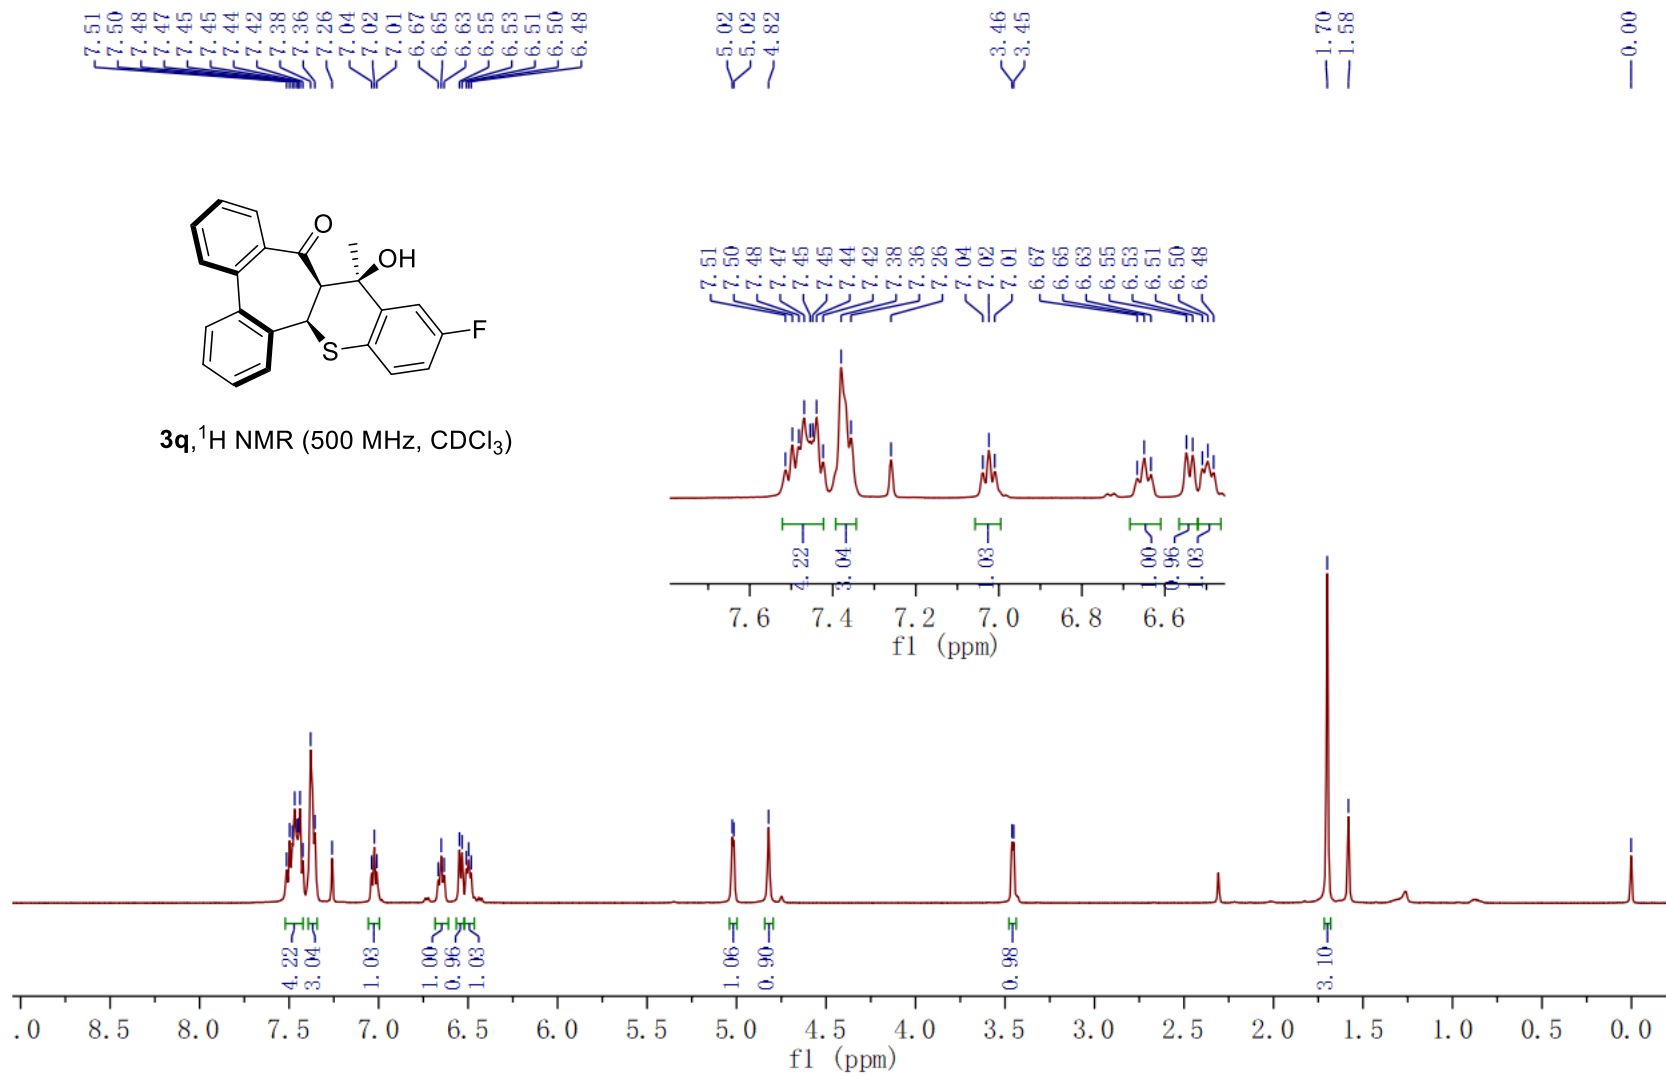 7.51 7.50 7.48 7.47 7.45 7.45 7.44 7.42 7.38 7.36 7.26 7.04 7.02 7.01 6.67 6.65 6.63 6.55 6.53 6.51 6.50 6.48 5.02 5.02 4.82 3.46 3.45 1.70 1.58 0.00
O
OH
F
S
3q,¹H NMR (500 MHz, CDCl₃)
7.51 7.50 7.48 7.47 7.45 7.45 7.44 7.42 7.38 7.36 7.26 7.04 7.02 7.01 6.67 6.65 6.63 6.55 6.53 6.51 6.50 6.48
4.22 3.04 1.03 1.00 0.96 1.03
7.6 7.4 7.2 7.0 6.8 6.6
f1 (ppm)
4.22 3.04 1.03 1.00 0.96 1.03 1.06 0.90 0.98 3.10
.0 8.5 8.0 7.5 7.0 6.5 6.0 5.5 5.0 4.5 4.0 3.5 3.0 2.5 2.0 1.5 1.0 0.5 0.0
f1 (ppm)